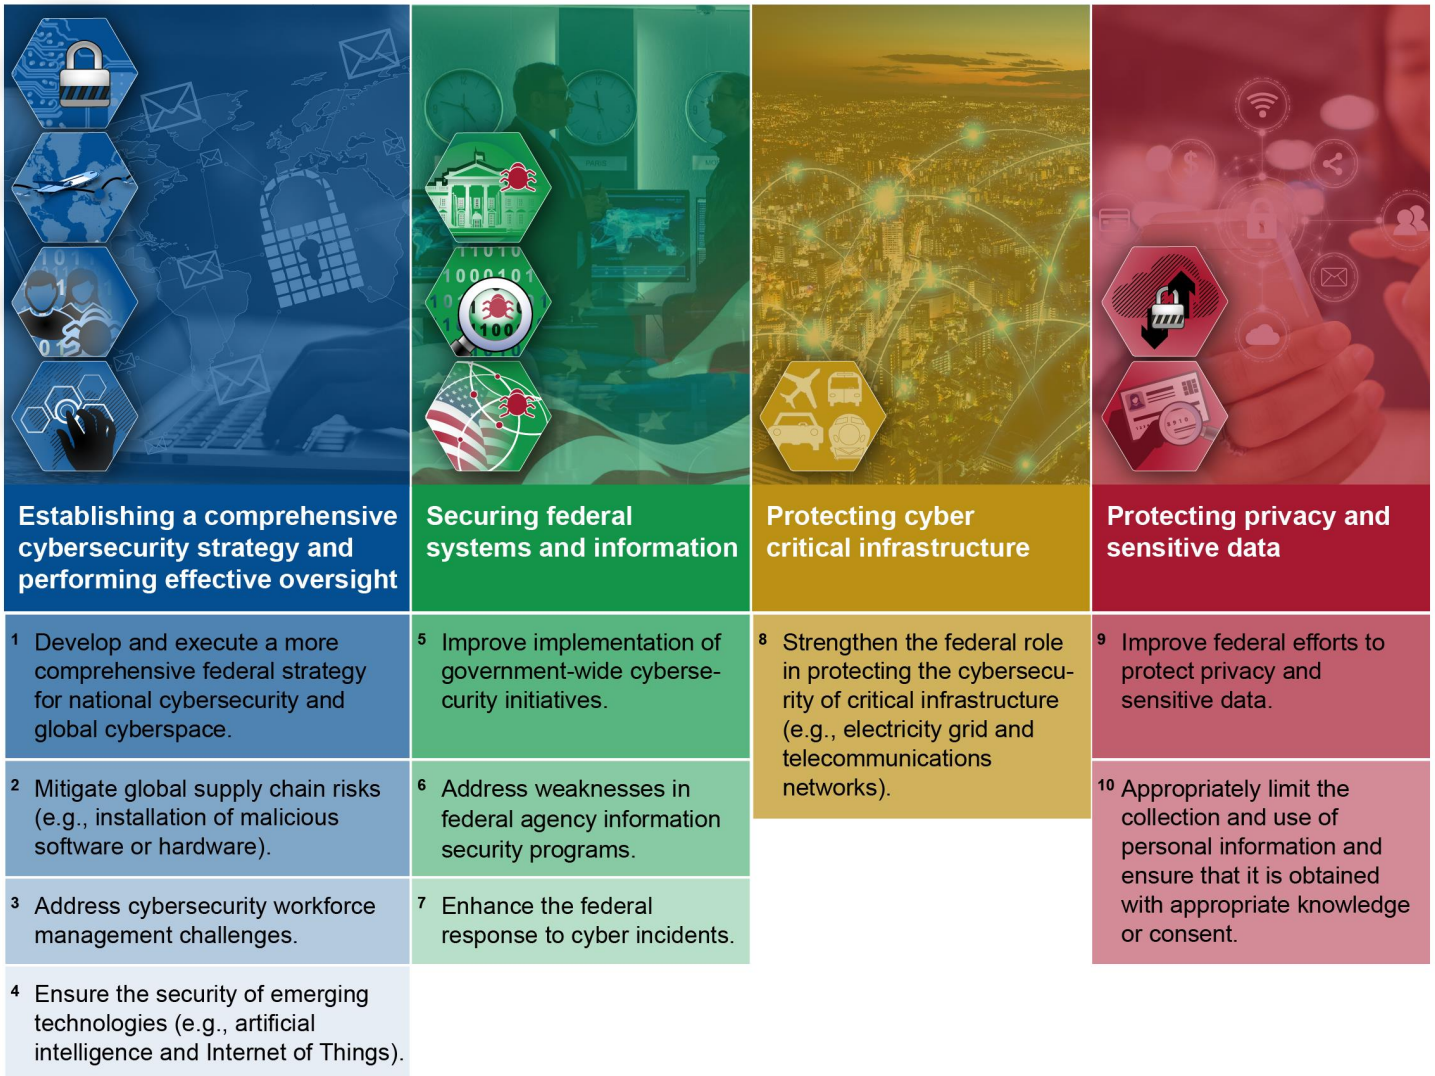 PARIS
11010
1000101
1100
101
Establishing a comprehensive
cybersecurity strategy and
performing effective oversight
1 Develop and execute a more
comprehensive federal strategy
for national cybersecurity and
global cyberspace.
2 Mitigate global supply chain risks
(e.g., installation of malicious
software or hardware).
3 Address cybersecurity workforce
management challenges.
4 Ensure the security of emerging
technologies (e.g., artificial
intelligence and Internet of Things).
Securing federal
systems and information
5 Improve implementation of
government-wide cyberse-
curity initiatives.
6 Address weaknesses in
federal agency information
security programs.
7 Enhance the federal
response to cyber incidents.
Protecting cyber
critical infrastructure
8 Strengthen the federal role
in protecting the cybersecu-
rity of critical infrastructure
(e.g., electricity grid and
telecommunications
networks).
Protecting privacy and
sensitive data
9 Improve federal efforts to
protect privacy and
sensitive data.
10 Appropriately limit the
collection and use of
personal information and
ensure that it is obtained
with appropriate knowledge
or consent.